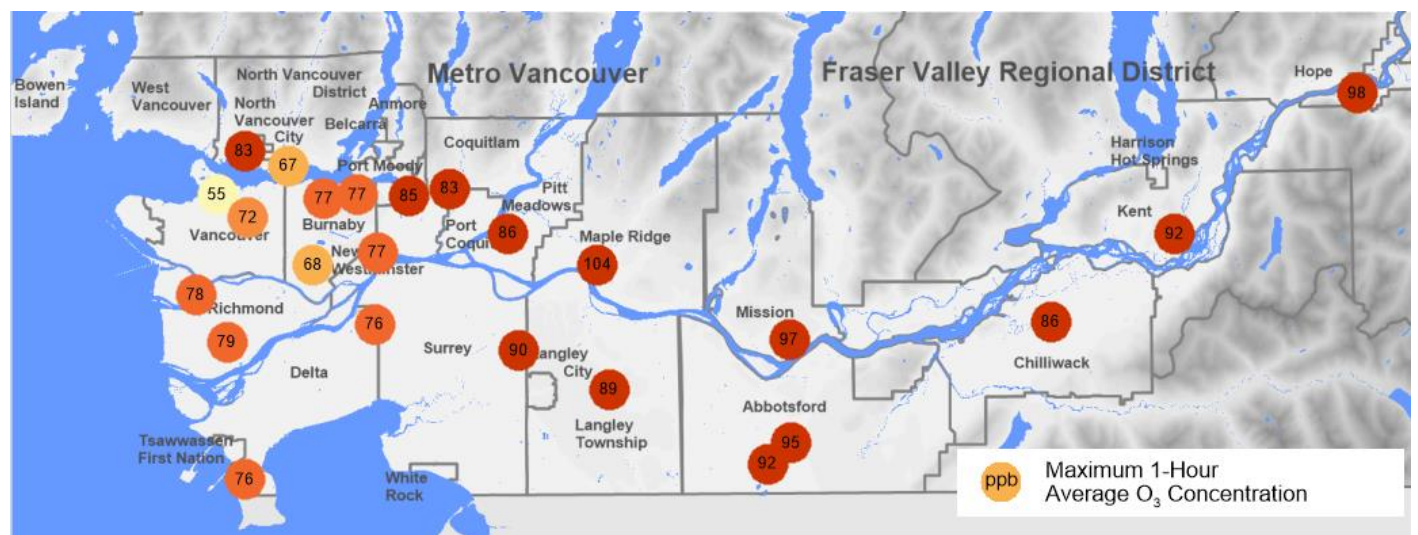 Metro Vancouver
Fraser Valley Regional District
Hope
98
Bowen
Island
West
Vancouver
North Vancouver
District
North
Vancouver
City
Anmore
Belcarra
Coquitlam
Harrison
Hot Springs
83
67
Port Moody
55
77
77
85
83
Pitt
Meadows
72
Vancouver
Burnaby
Port
Coqui
86
Maple Ridge
Kent
92
68
New
Westminster
77
104
78
Richmond
79
76
Surrey
90
Langley
City
Mission
97
86
Chilliwack
Delta
89
Langley
Township
Abbotsford
95
92
Tsawwassen
First Nation
76
White
Rock
ppb
Maximum 1-Hour
Average O₃ Concentration